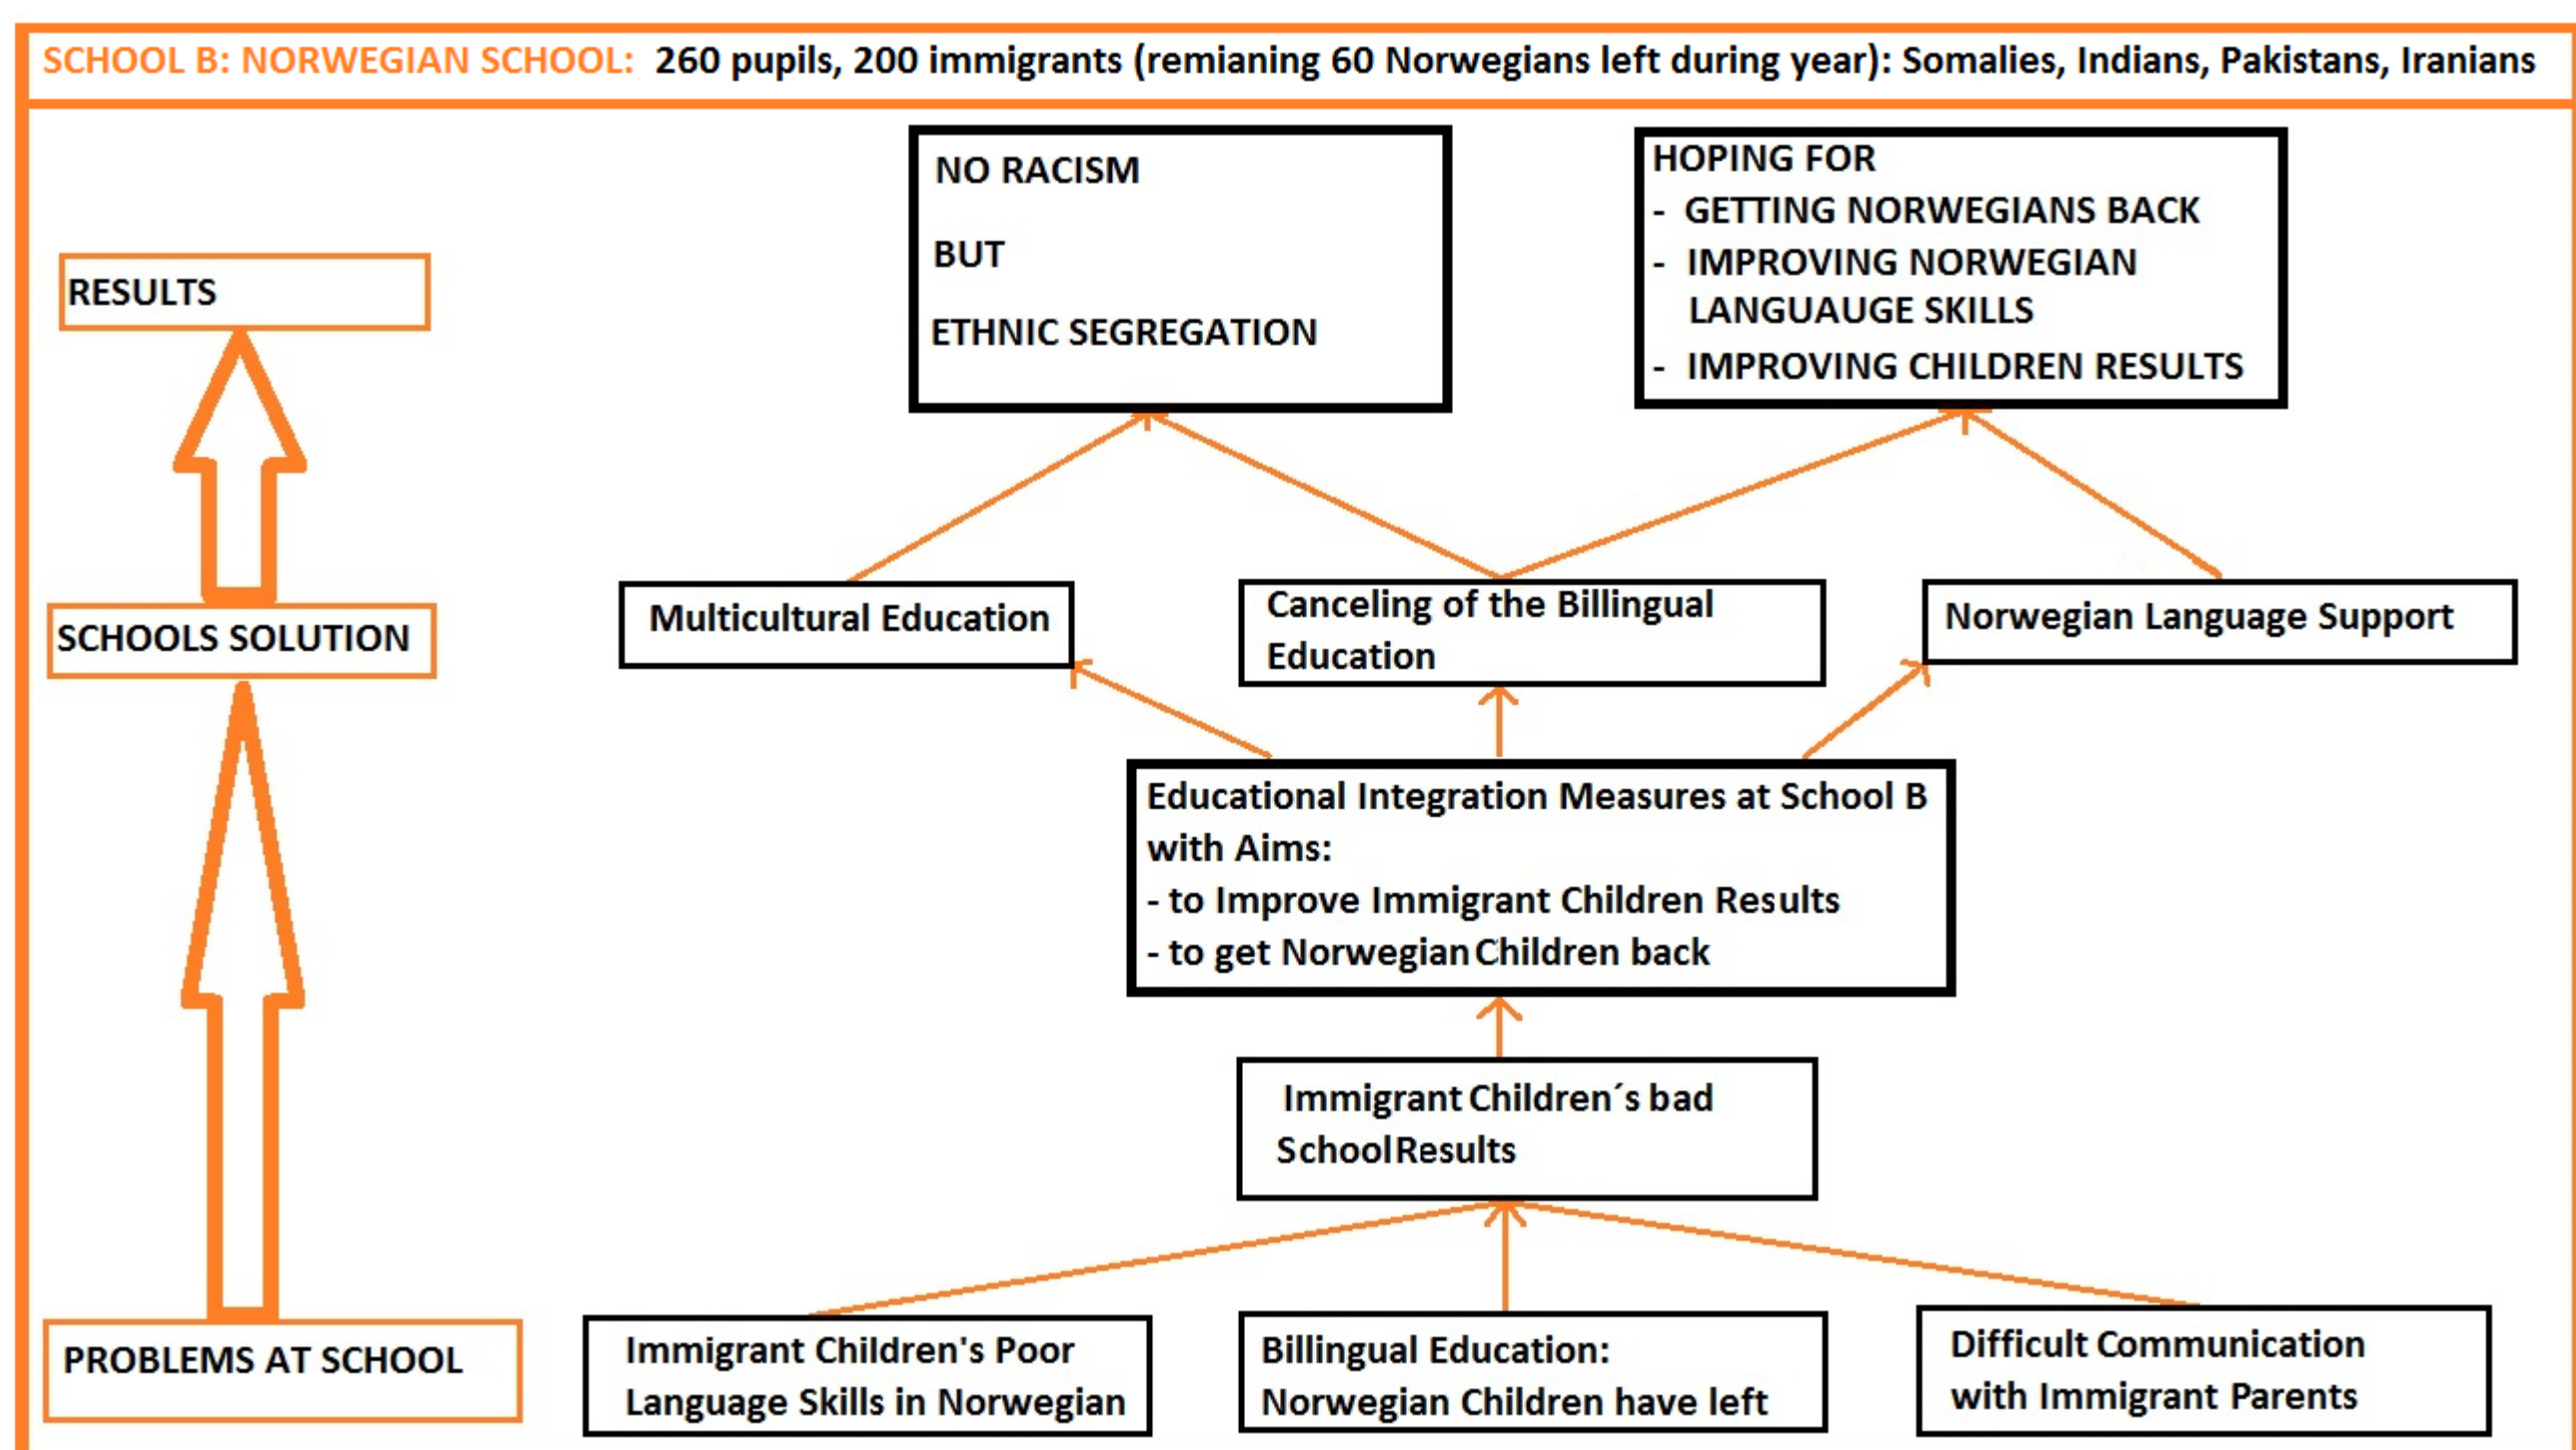 SCHOOL B: NORWEGIAN SCHOOL: 260 pupils, 200 immigrants (remianing 60 Norwegians left during year): Somalies, Indians, Pakistans, Iranians
NO RACISM
BUT
ETHNIC SEGREGATION
HOPING FOR
- GETTING NORWEGIANS BACK
- IMPROVING NORWEGIAN
LANGUAUGE SKILLS
- IMPROVING CHILDREN RESULTS
RESULTS
SCHOOLS SOLUTION
Multicultural Education
Canceling of the Billingual
Education
Norwegian Language Support
Educational Integration Measures at School B
with Aims:
- to Improve Immigrant Children Results
- to get Norwegian Children back
Immigrant Children´s bad
School Results
PROBLEMS AT SCHOOL
Immigrant Children's Poor
Language Skills in Norwegian
Billingual Education:
Norwegian Children have left
Difficult Communication
with Immigrant Parents